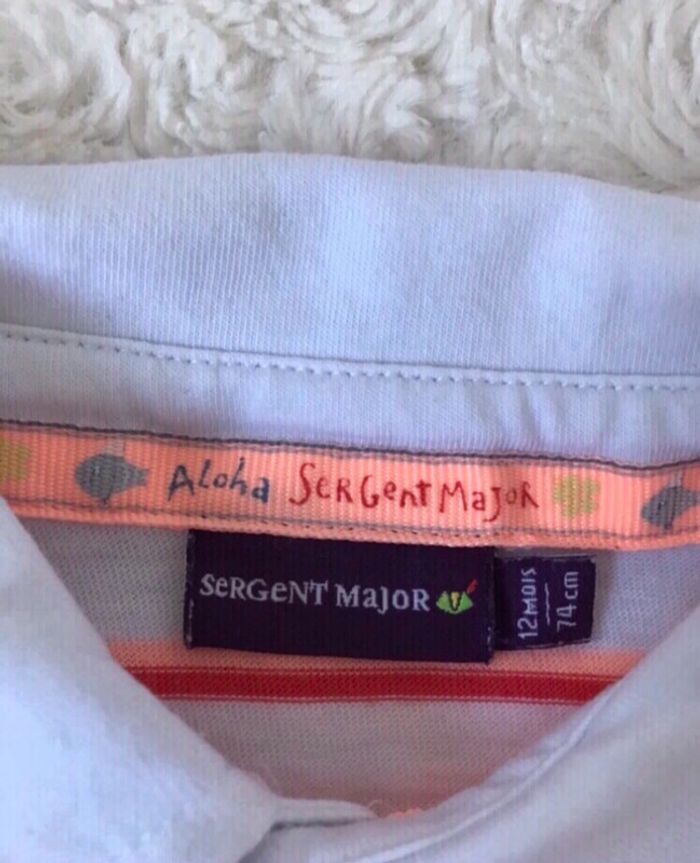 Aloha SerGent Major
SeRGeNT MaJOR
12 MOIS
74 cm